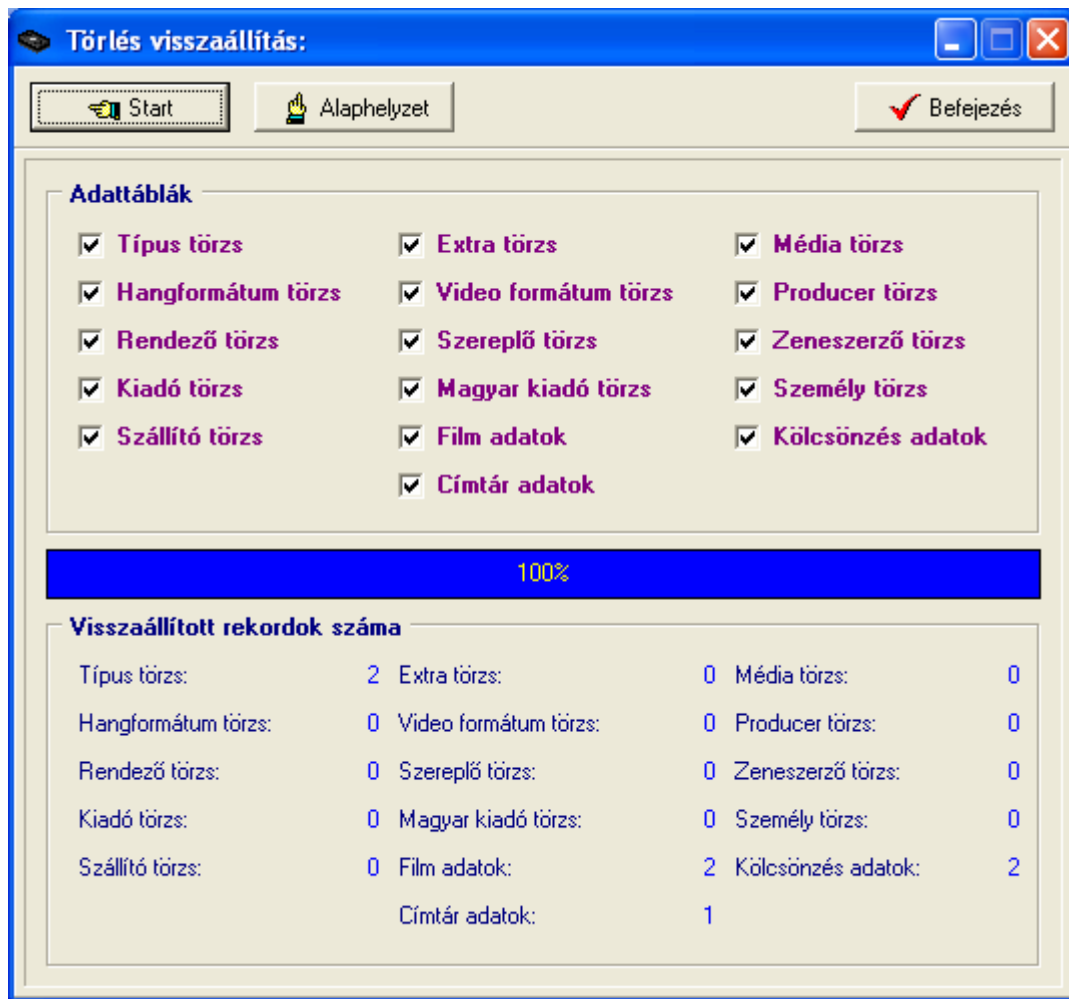 Törlés visszaállítás:
Start Alaphelyzet Befejezés
Adattáblák
Típus törzs Extra törzs Média törzs
Hangformátum törzs Video formátum törzs Producer törzs
Rendező törzs Szereplő törzs Zeneszerző törzs
Kiadó törzs Magyar kiadó törzs Személy törzs
Szállító törzs Film adatok Kölcsönzés adatok
Címtár adatok
100%
Visszaállított rekordok száma
Típus törzs: 2 Extra törzs: 0 Média törzs: 0
Hangformátum törzs: 0 Video formátum törzs: 0 Producer törzs: 0
Rendező törzs: 0 Szereplő törzs: 0 Zeneszerző törzs: 0
Kiadó törzs: 0 Magyar kiadó törzs: 0 Személy törzs: 0
Szállító törzs: 0 Film adatok: 2 Kölcsönzés adatok: 2
Címtár adatok: 1